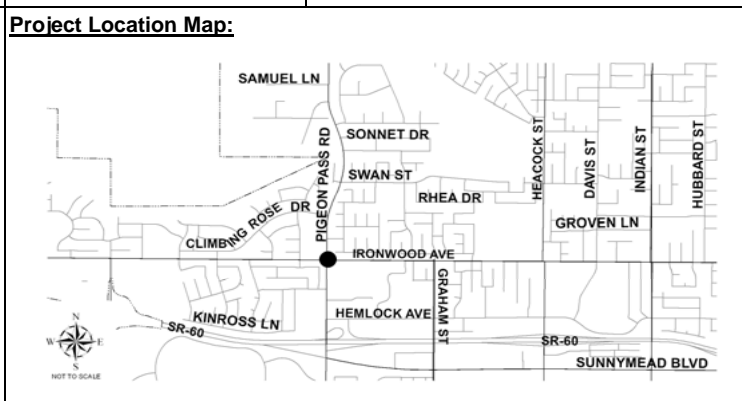 Project Location Map:
SAMUEL LN
PIGEON PASS RD
SONNET DR
SWAN ST
RHEA DR
HEACOCK ST
DAVIS ST
INDIAN ST
HUBBARD ST
CLIMBING ROSE DR
GROVEN LN
IRONWOOD AVE
GRAHAM ST
KINROSS LN
HEMLOCK AVE
SR-60
SR-60
SUNNYMEAD BLVD
N
W E
S
NOT TO SCALE